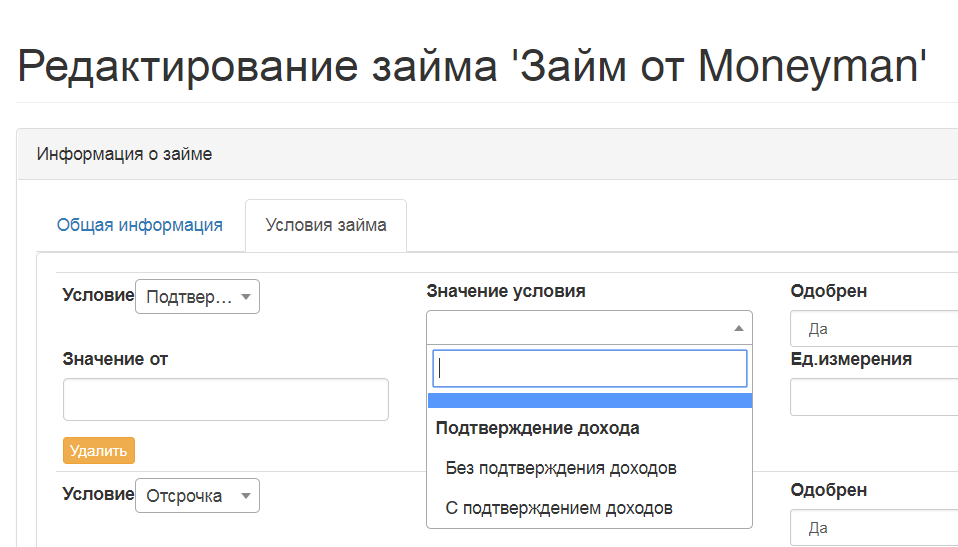 Редактирование займа 'Займ от Moneyman'
Информация о займе
Общая информация
Условия займа
Условие
Подтвер...
Значение условия
Одобрен
Да
Значение от
Ед.измерения
Подтверждение дохода
Без подтверждения доходов
С подтверждением доходов
Удалить
Условие
Отсрочка
Одобрен
Да